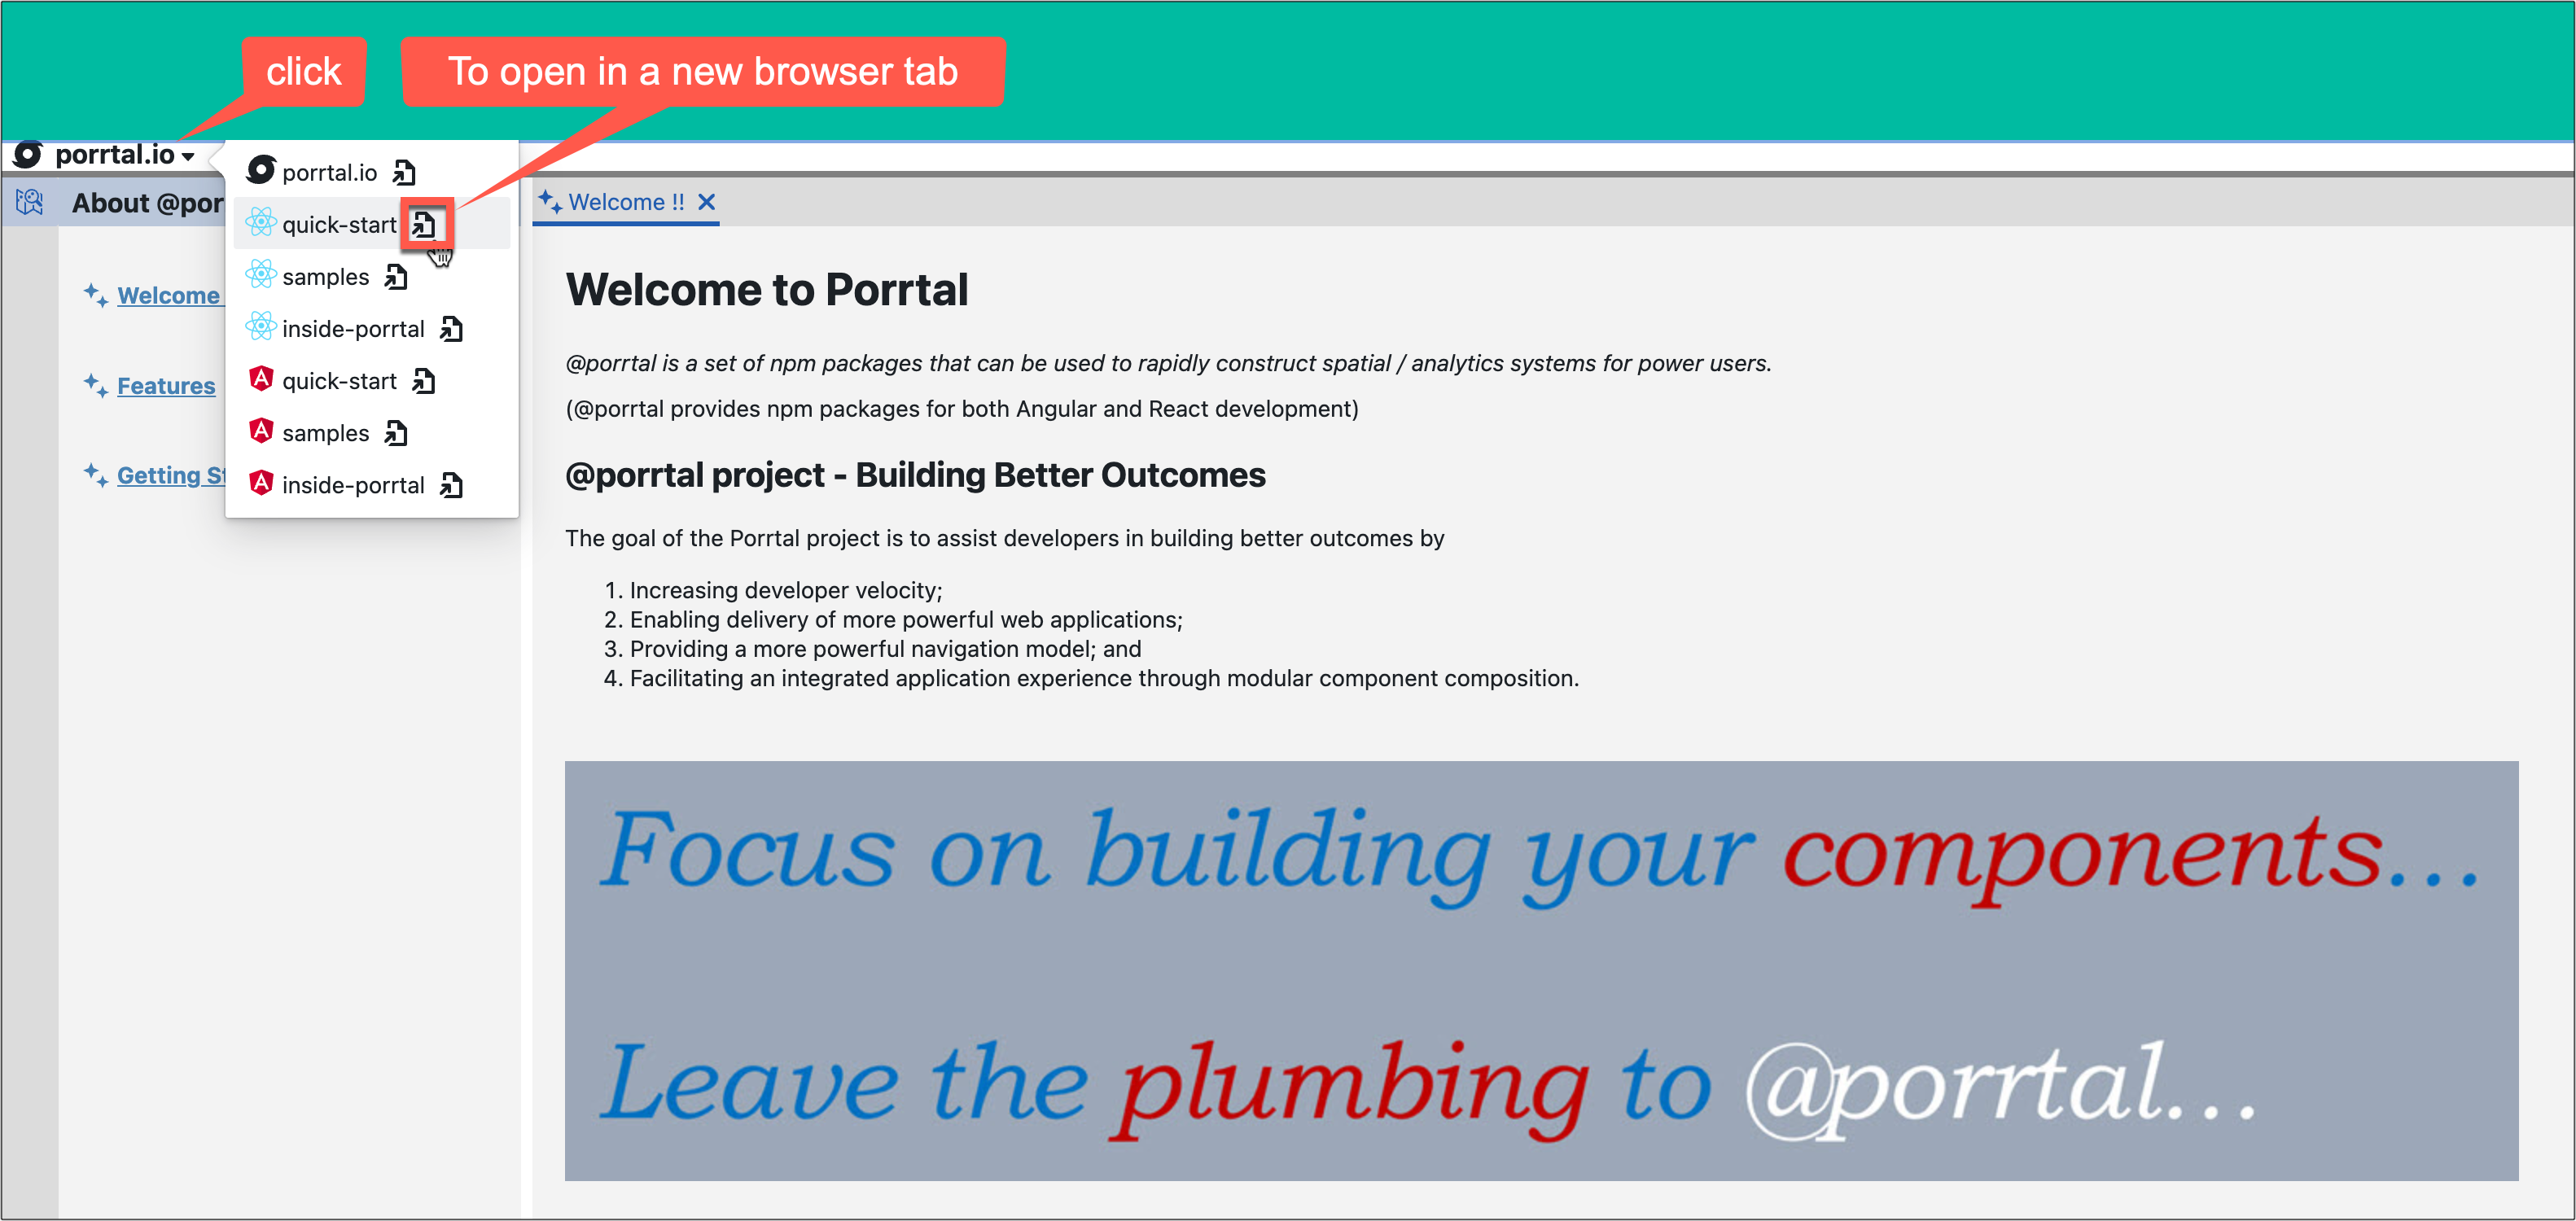 click
To open in a new browser tab
porrtal.io
porrtal.io
quick-start
samples
inside-porrtal
quick-start
samples
inside-porrtal
About @por
Welcome
Features
Getting St
Welcome !!
Welcome to Porrtal
@porrtal is a set of npm packages that can be used to rapidly construct spatial / analytics systems for power users.
(@porrtal provides npm packages for both Angular and React development)
@porrtal project - Building Better Outcomes
The goal of the Porrtal project is to assist developers in building better outcomes by
1. Increasing developer velocity;
2. Enabling delivery of more powerful web applications;
3. Providing a more powerful navigation model; and
4. Facilitating an integrated application experience through modular component composition.
Focus on building your components...
Leave the plumbing to @porrtal...